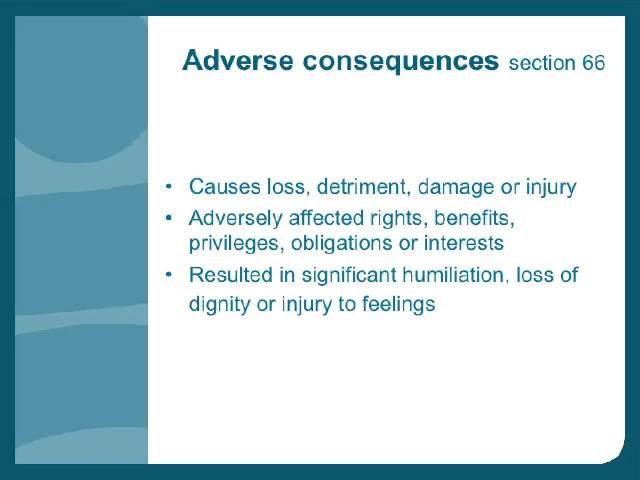 Adverse consequences section 66
• Causes loss, detriment, damage or injury
• Adversely affected rights, benefits,
privileges, obligations or interests
• Resulted in significant humiliation, loss of
dignity or injury to feelings